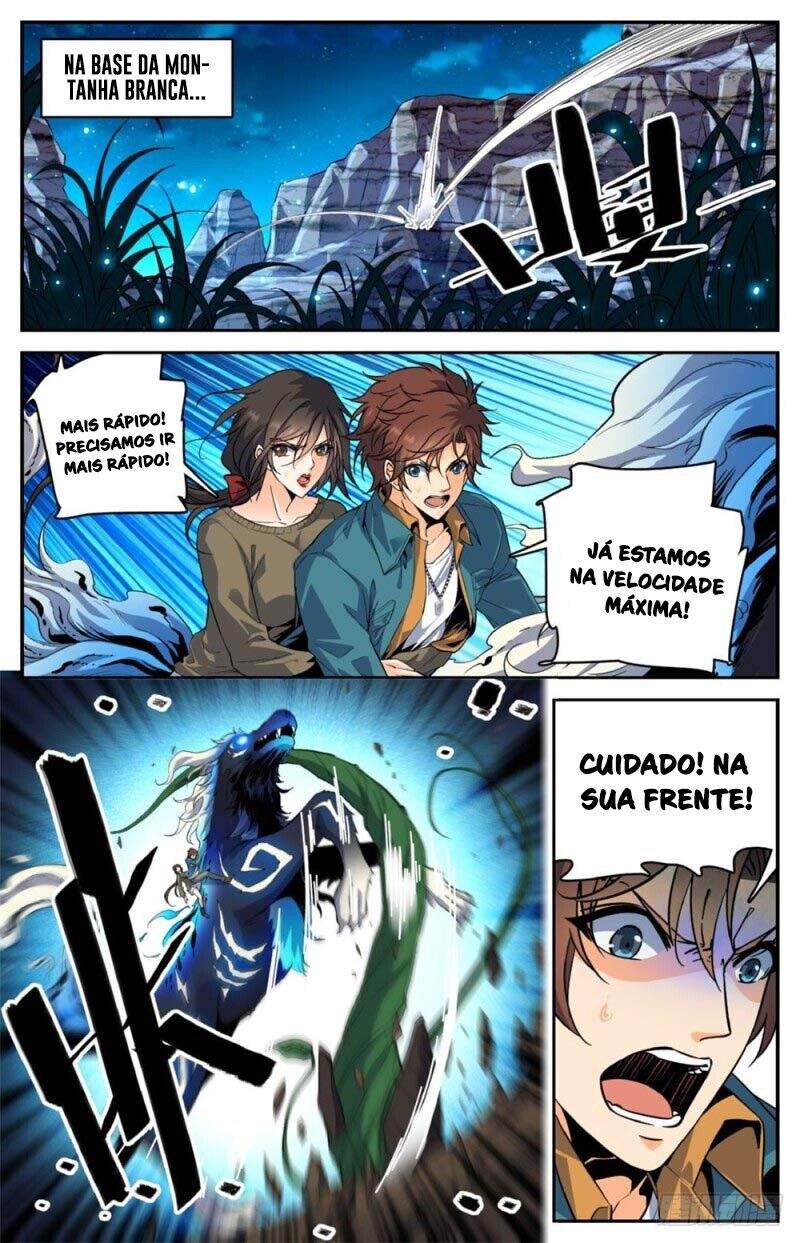 NA BASE DA MON-
TANHA BRANCA...
MAIS RÁPIDO!
PRECISAMOS IR
MAIS RÁPIDO!
JÁ ESTAMOS
NA VELOCIDADE
MÁXIMA!
CUIDADO! NA
SUA FRENTE!